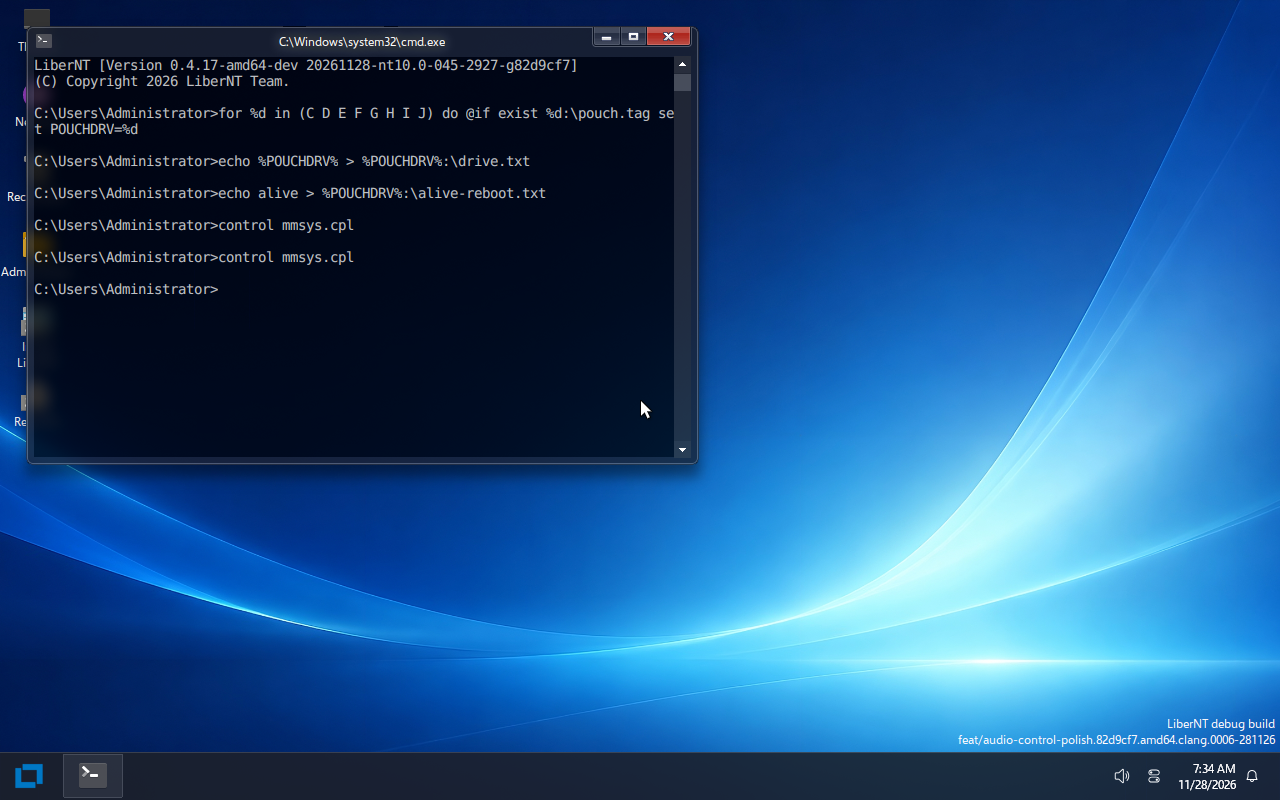 C:\Windows\system32\cmd.exe
LiberNT [Version 0.4.17-amd64-dev 20261128-nt10.0-045-2927-g82d9cf7]
(C) Copyright 2026 LiberNT Team.
C:\Users\Administrator>for %d in (C D E F G H I J) do @if exist %d:\pouch.tag se
t POUCHDRV=%d
C:\Users\Administrator>echo %POUCHDRV% > %POUCHDRV%:\drive.txt
C:\Users\Administrator>echo alive > %POUCHDRV%:\alive-reboot.txt
C:\Users\Administrator>control mmsys.cpl
C:\Users\Administrator>control mmsys.cpl
C:\Users\Administrator>
LiberNT debug build
feat/audio-control-polish.82d9cf7.amd64.clang.0006-281126
7:34 AM
11/28/2026